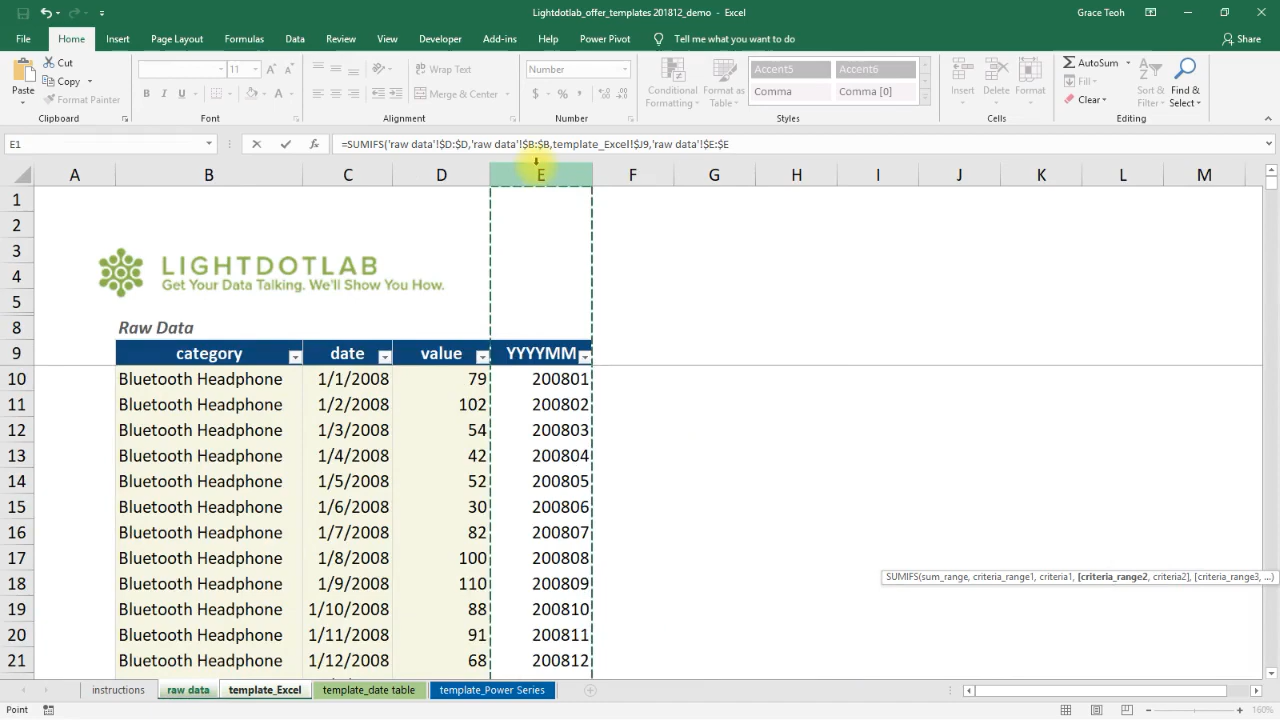 Lightdotlab_offer_templates 201812_demo - Excel
Grace Teoh
File Home Insert Page Layout Formulas Data Review View Developer Add-ins Help Power Pivot Tell me what you want to do Share
Paste
Cut
Copy
Format Painter
Clipboard
11 A A
B I U A
Font
Wrap Text
Merge & Center
Alignment
Number
$ % ,
Number
Conditional Formatting
Format as Table
Accent5 Accent6
Comma Comma [0]
Styles
Insert Delete Format
Cells
AutoSum
Fill
Clear
Sort & Filter
Find & Select
Editing
E1 fx =SUMIFS('raw data'!$D:$D,'raw data'!$B:$B,template_Excel!$J9,'raw data'!$E:$E
A B C D E F G H I J K L M
1
2
3
4
5
LIGHTDOTLAB
Get Your Data Talking. We'll Show You How.
8 Raw Data
9 category date value YYYYMM
10 Bluetooth Headphone 1/1/2008 79 200801
11 Bluetooth Headphone 1/2/2008 102 200802
12 Bluetooth Headphone 1/3/2008 54 200803
13 Bluetooth Headphone 1/4/2008 42 200804
14 Bluetooth Headphone 1/5/2008 52 200805
15 Bluetooth Headphone 1/6/2008 30 200806
16 Bluetooth Headphone 1/7/2008 82 200807
17 Bluetooth Headphone 1/8/2008 100 200808
18 Bluetooth Headphone 1/9/2008 110 200809
SUMIFS(sum_range, criteria_range1, criteria1, [criteria_range2, criteria2], [criteria_range3, ...)
19 Bluetooth Headphone 1/10/2008 88 200810
20 Bluetooth Headphone 1/11/2008 91 200811
21 Bluetooth Headphone 1/12/2008 68 200812
instructions raw data template_Excel template_date table template_Power Series
Point
160%